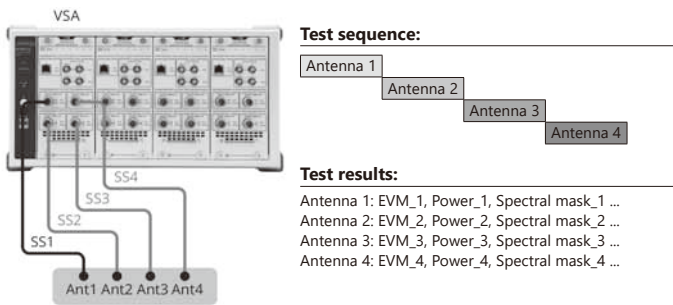 VSA
SS4
SS3
SS2
SS1
Ant1 Ant2 Ant3 Ant4
Test sequence:
Antenna 1
Antenna 2
Antenna 3
Antenna 4
Test results:
Antenna 1: EVM_1, Power_1, Spectral mask_1 ...
Antenna 2: EVM_2, Power_2, Spectral mask_2 ...
Antenna 3: EVM_3, Power_3, Spectral mask_3 ...
Antenna 4: EVM_4, Power_4, Spectral mask_4 ...